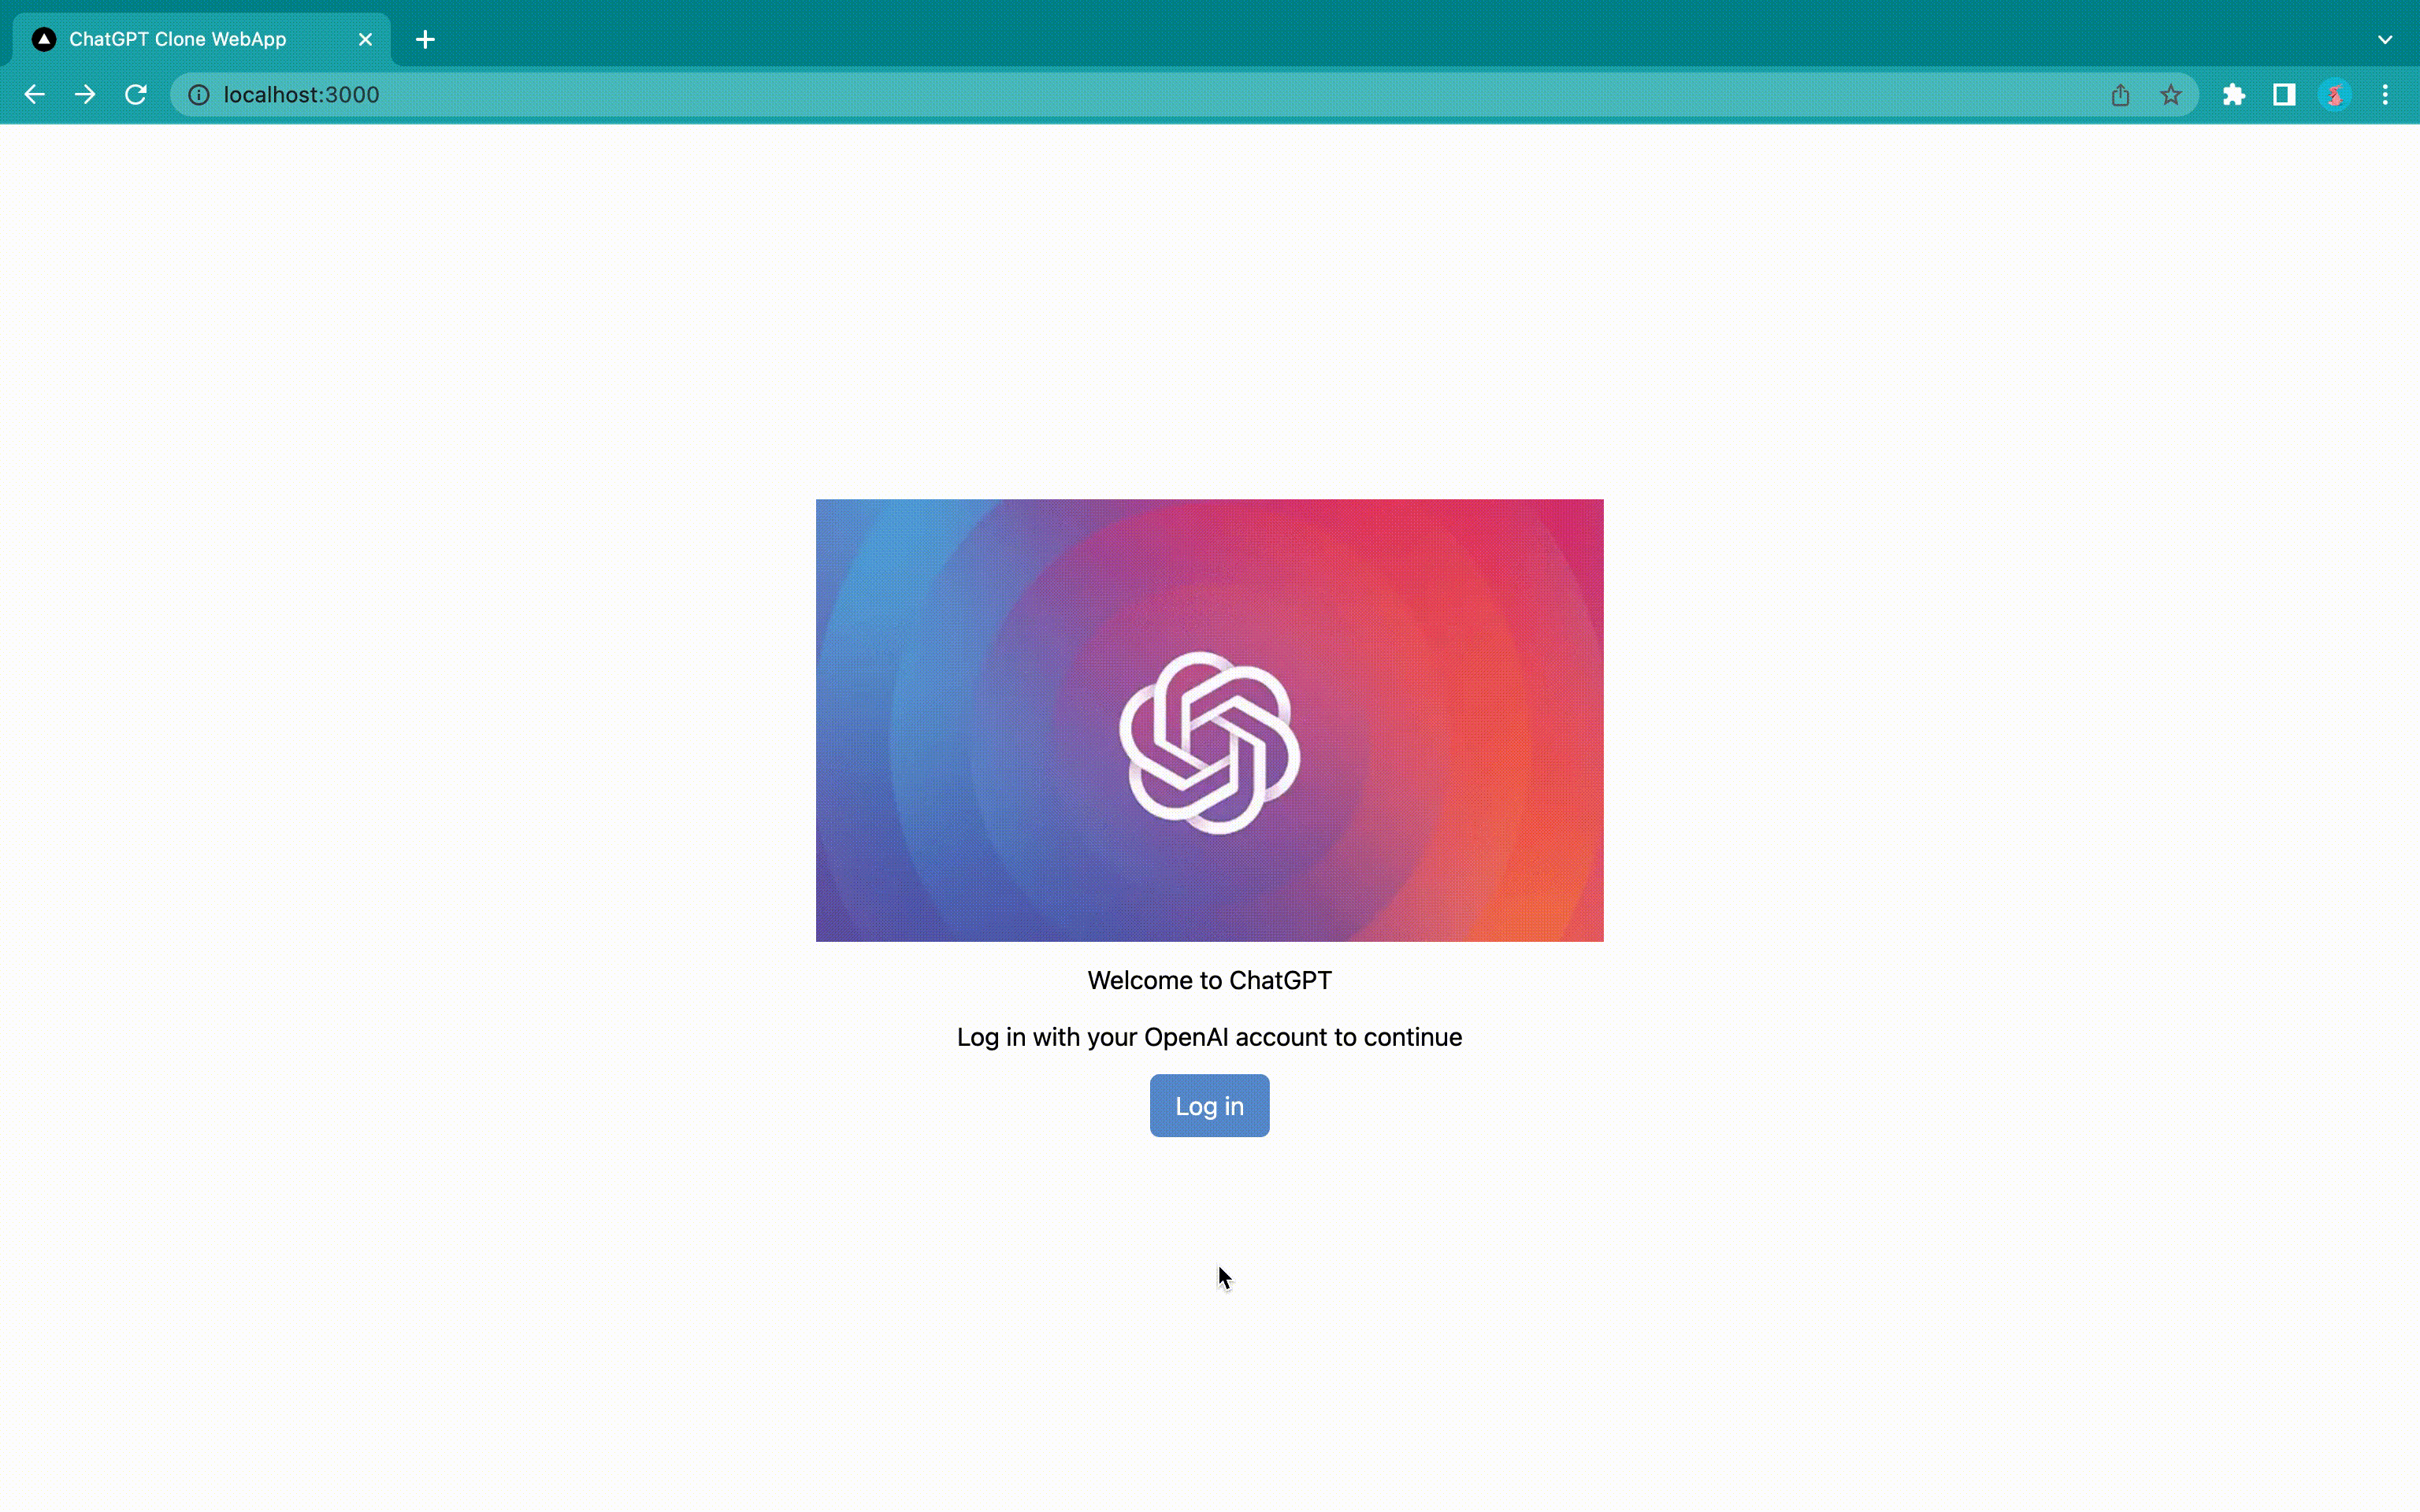 ChatGPT Clone WebApp
localhost:3000
Welcome to ChatGPT
Log in with your OpenAI account to continue
Log in